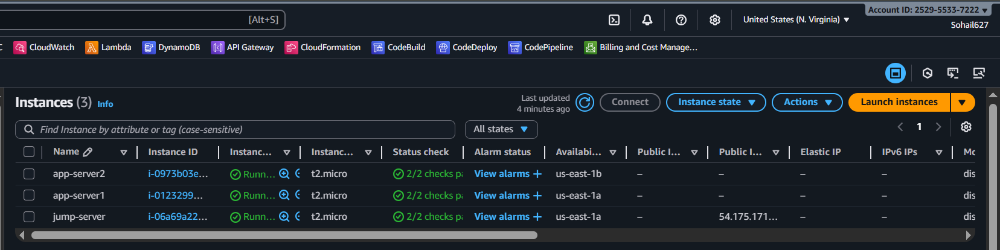 Account ID: 2529-5533-7222
[Alt+S]
United States (N. Virginia)
Sohail627
CloudWatch Lambda DynamoDB API Gateway CloudFormation CodeBuild CodeDeploy CodePipeline Billing and Cost Manage...
Instances (3) Info
Last updated
4 minutes ago
Connect Instance state Actions Launch instances
Find Instance by attribute or tag (case-sensitive) All states 1
Name Instance ID Instanc... Instanc... Status check Alarm status Availabi... Public I... Public I... Elastic IP IPv6 IPs
app-server2 i-0973b03e... Runn... t2.micro 2/2 checks pa View alarms + us-east-1b – – – –
app-server1 i-0123299... Runn... t2.micro 2/2 checks pa View alarms + us-east-1a – – – –
jump-server i-06a69a22... Runn... t2.micro 2/2 checks pa View alarms + us-east-1a – 54.175.171... – –